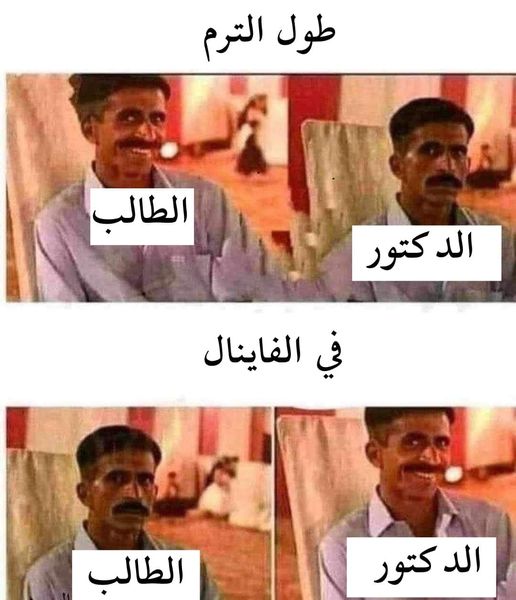 طول الترم
الطالب
الدكتور
في الفاينال
الطالب
الدكتور